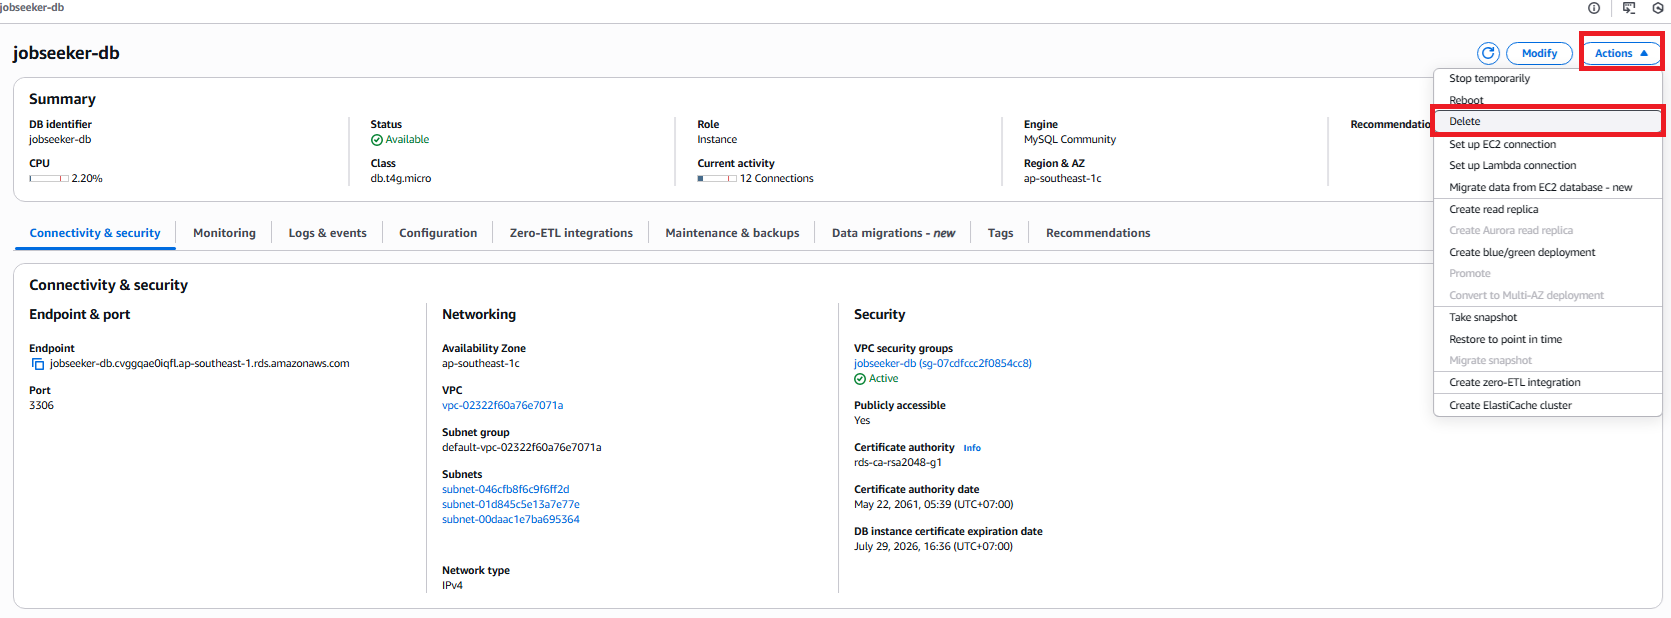 jobseeker-db
jobseeker-db
Modify
Actions
Stop temporarily
Reboot
Delete
Set up EC2 connection
Set up Lambda connection
Migrate data from EC2 database - new
Create read replica
Create Aurora read replica
Create blue/green deployment
Promote
Convert to Multi-AZ deployment
Take snapshot
Restore to point in time
Migrate snapshot
Create zero-ETL integration
Create ElastiCache cluster
Summary
DB identifier
jobseeker-db
CPU
2.20%
Status
Available
Class
db.t4g.micro
Role
Instance
Current activity
12 Connections
Engine
MySQL Community
Region & AZ
ap-southeast-1c
Recommendatio
Connectivity & security
Monitoring
Logs & events
Configuration
Zero-ETL integrations
Maintenance & backups
Data migrations - new
Tags
Recommendations
Connectivity & security
Endpoint & port
Endpoint
jobseeker-db.cvggqae0iqfl.ap-southeast-1.rds.amazonaws.com
Port
3306
Networking
Availability Zone
ap-southeast-1c
VPC
vpc-02322f60a76e7071a
Subnet group
default-vpc-02322f60a76e7071a
Subnets
subnet-046cfb8f6c9f6ff2d
subnet-01d845c5e13a7e77e
subnet-00daac1e7ba695364
Network type
IPv4
Security
VPC security groups
jobseeker-db (sg-07cdfccc2f0854cc8)
Active
Publicly accessible
Yes
Certificate authority Info
rds-ca-rsa2048-g1
Certificate authority date
May 22, 2061, 05:39 (UTC+07:00)
DB instance certificate expiration date
July 29, 2026, 16:36 (UTC+07:00)